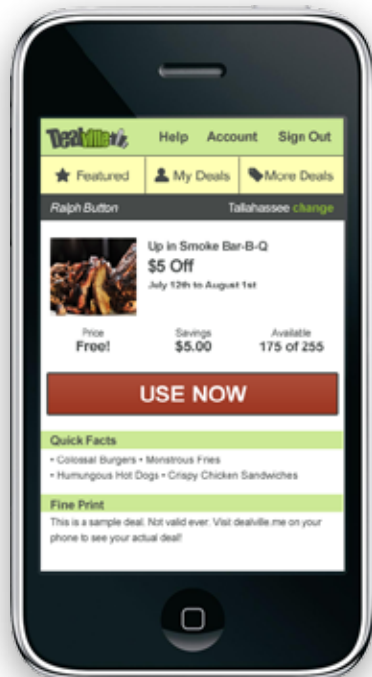 Dealville
Help Account Sign Out
Featured My Deals More Deals
Ralph Button Tallahassee change
Up in Smoke Bar-B-Q
$5 Off
July 12th to August 1st
Price Savings Available
Free! $5.00 175 of 255
USE NOW
Quick Facts
• Colossal Burgers • Monstrous Fries
• Humungous Hot Dogs • Crispy Chicken Sandwiches
Fine Print
This is a sample deal. Not valid ever. Visit dealville.me on your
phone to see your actual deal!